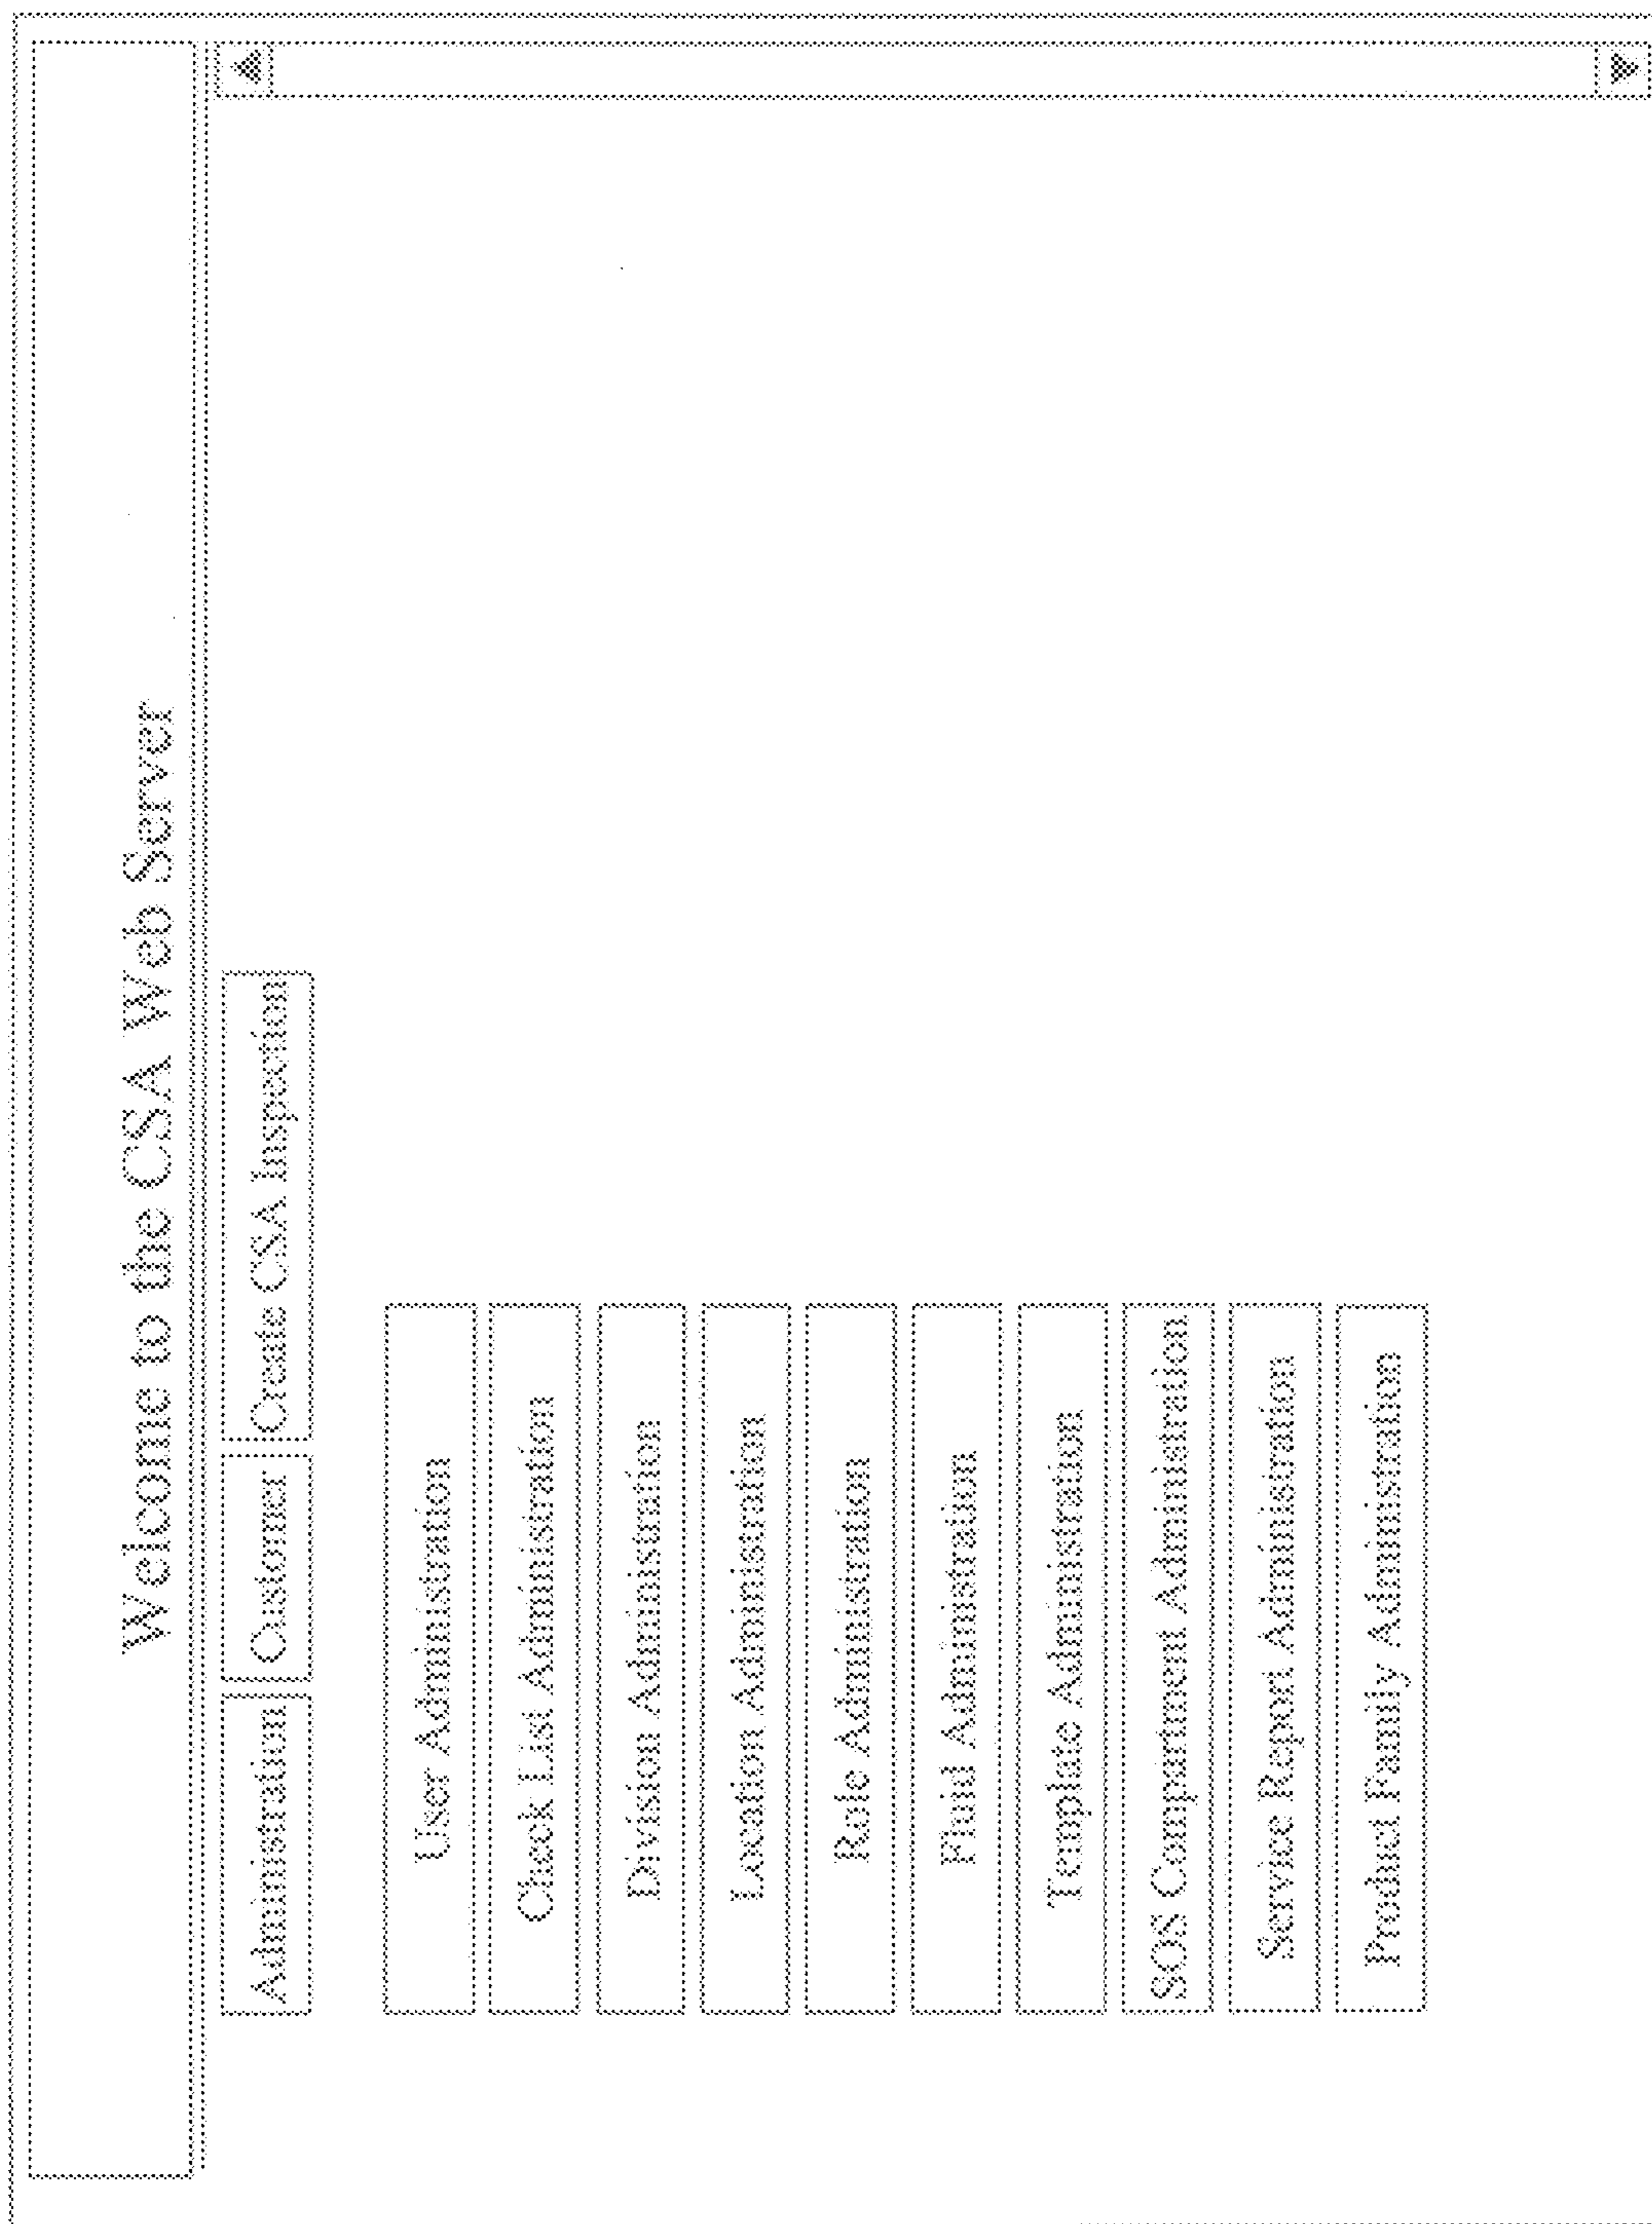 Welcome to the CSA Web Server
Administration Customer Create CSA Inspection
User Administration
Check List Administration
Division Administration
Location Administration
Role Administration
Fluid Administration
Template Administration
SOS Compartment Administration
Service Report Administration
Product Family Administration